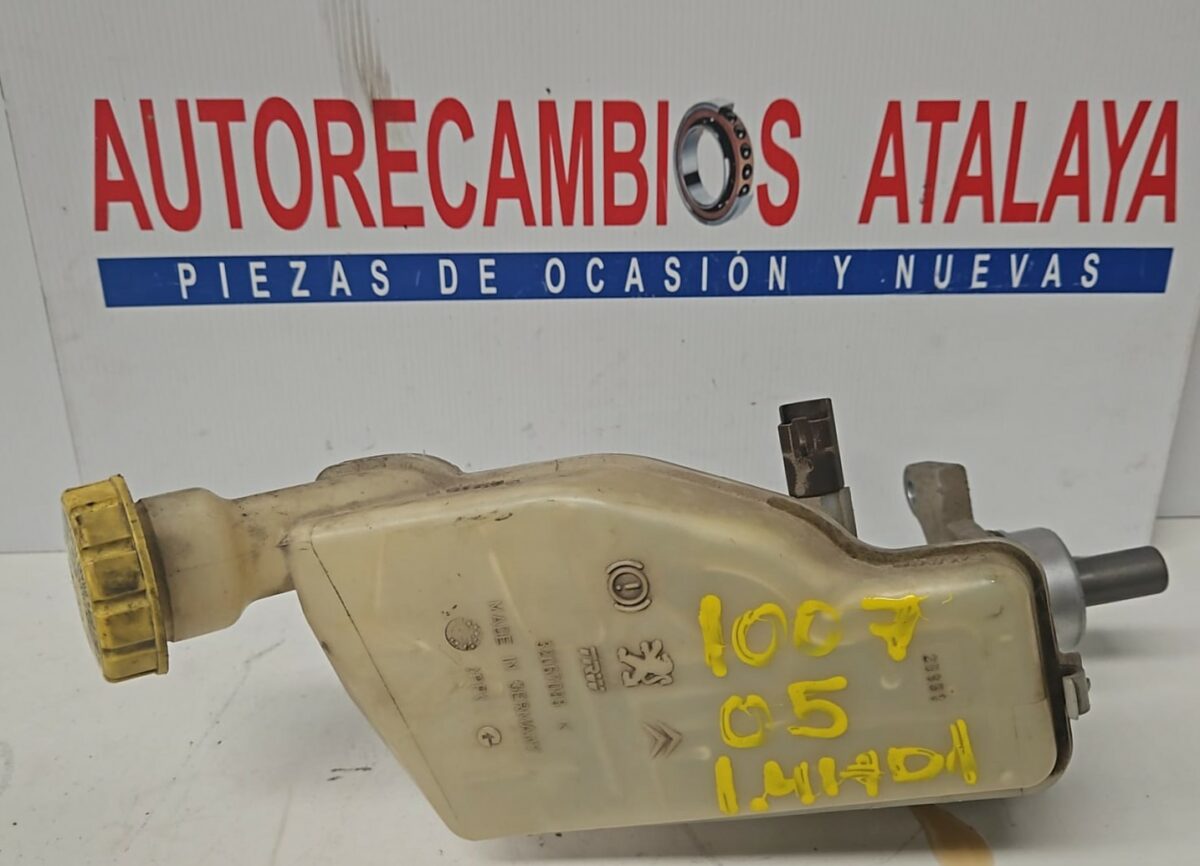 AUTORECAMBIOS ATALAYA
PIEZAS DE OCASIÓN Y NUEVAS
1007
05
1.4HDI
MADE IN GERMANY
TRW